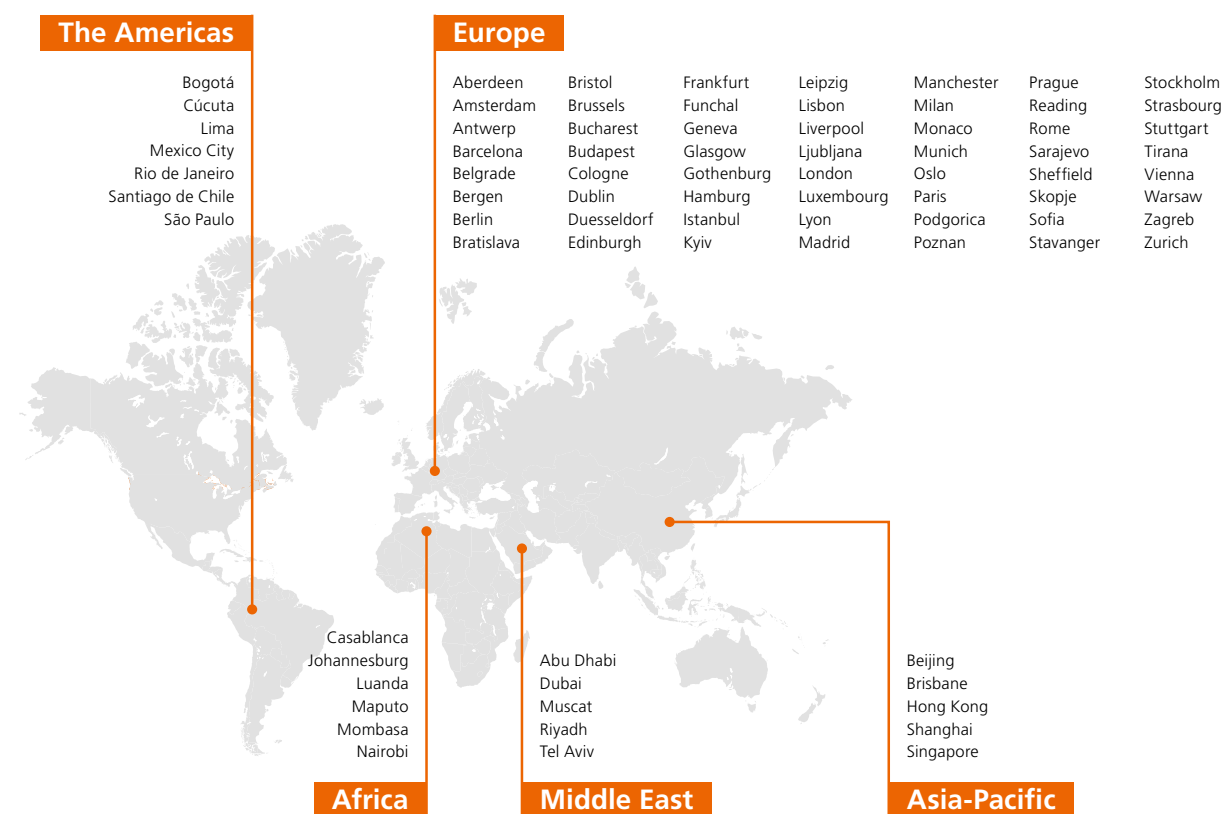 The Americas
Bogotá
Cúcuta
Lima
Mexico City
Rio de Janeiro
Santiago de Chile
São Paulo
Europe
Aberdeen
Amsterdam
Antwerp
Barcelona
Belgrade
Bergen
Berlin
Bratislava
Bristol
Brussels
Bucharest
Budapest
Cologne
Dublin
Duesseldorf
Edinburgh
Frankfurt
Funchal
Geneva
Glasgow
Gothenburg
Hamburg
Istanbul
Kyiv
Leipzig
Lisbon
Liverpool
Ljubljana
London
Luxembourg
Lyon
Madrid
Manchester
Milan
Monaco
Munich
Oslo
Paris
Podgorica
Poznan
Prague
Reading
Rome
Sarajevo
Sheffield
Skopje
Sofia
Stavanger
Stockholm
Strasbourg
Stuttgart
Tirana
Vienna
Warsaw
Zagreb
Zurich
Casablanca
Johannesburg
Luanda
Maputo
Mombasa
Nairobi
Africa
Abu Dhabi
Dubai
Muscat
Riyadh
Tel Aviv
Middle East
Beijing
Brisbane
Hong Kong
Shanghai
Singapore
Asia-Pacific